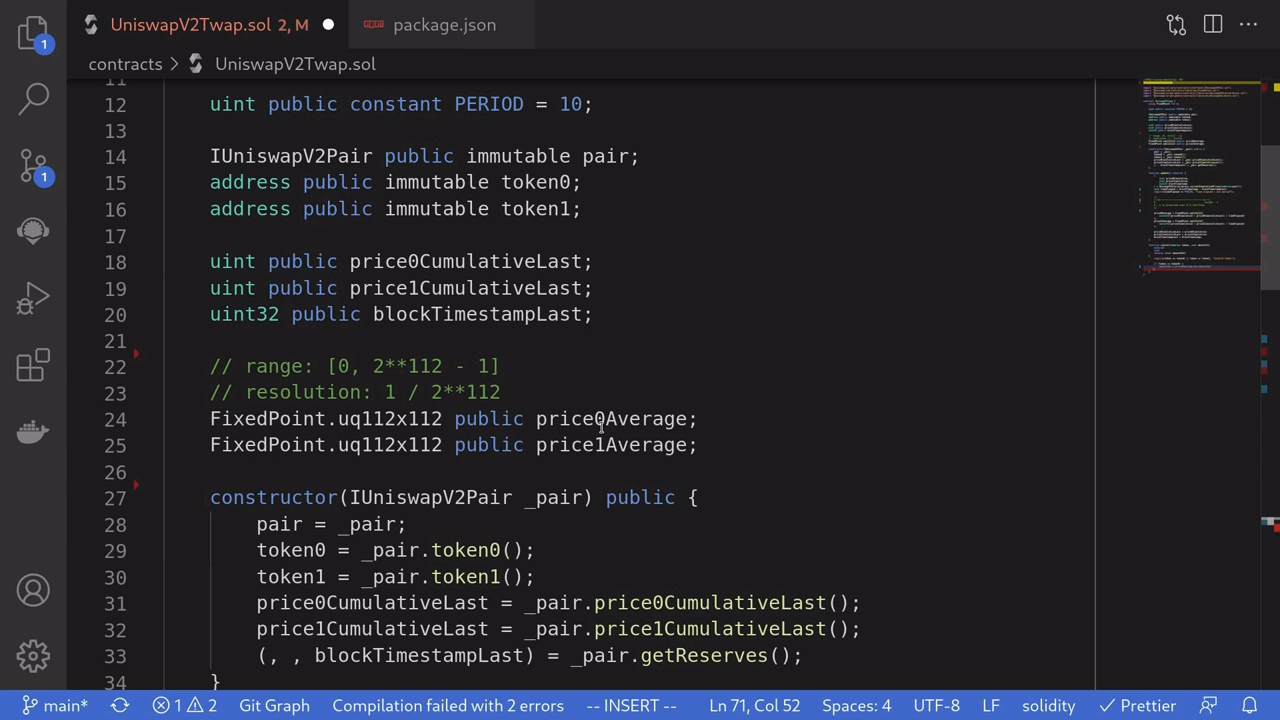 UniswapV2Twap.sol 2, M
package.json
contracts > UniswapV2Twap.sol
1
1
11
12 uint public constant PERIOD = 10;
13
14 IUniswapV2Pair public immutable pair;
15 address public immutable token0;
16 address public immutable token1;
17
18 uint public price0CumulativeLast;
19 uint public price1CumulativeLast;
20 uint32 public blockTimestampLast;
21
22 // range: [0, 2**112 - 1]
23 // resolution: 1 / 2**112
24 FixedPoint.uq112x112 public price0Average;
25 FixedPoint.uq112x112 public price1Average;
26
27 constructor(IUniswapV2Pair _pair) public {
28 pair = _pair;
29 token0 = _pair.token0();
30 token1 = _pair.token1();
31 price0CumulativeLast = _pair.price0CumulativeLast();
32 price1CumulativeLast = _pair.price1CumulativeLast();
33 (, , blockTimestampLast) = _pair.getReserves();
34 }
main* 1 2 Git Graph Compilation failed with 2 errors -- INSERT -- Ln 71, Col 52 Spaces: 4 UTF-8 LF solidity Prettier